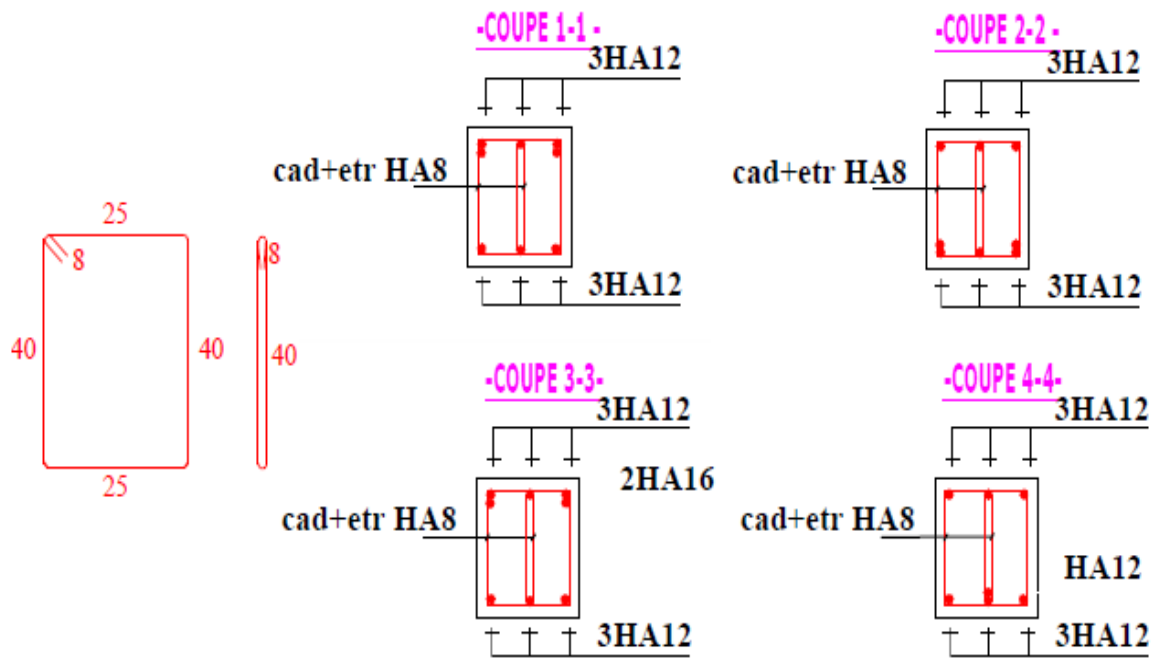 -COUPE 1-1 -
3HA12
cad+etr HA8
3HA12
-COUPE 2-2 -
3HA12
cad+etr HA8
3HA12
25
8
40
40
25
8
40
-COUPE 3-3-
3HA12
2HA16
cad+etr HA8
3HA12
-COUPE 4-4-
3HA12
cad+etr HA8
HA12
3HA12